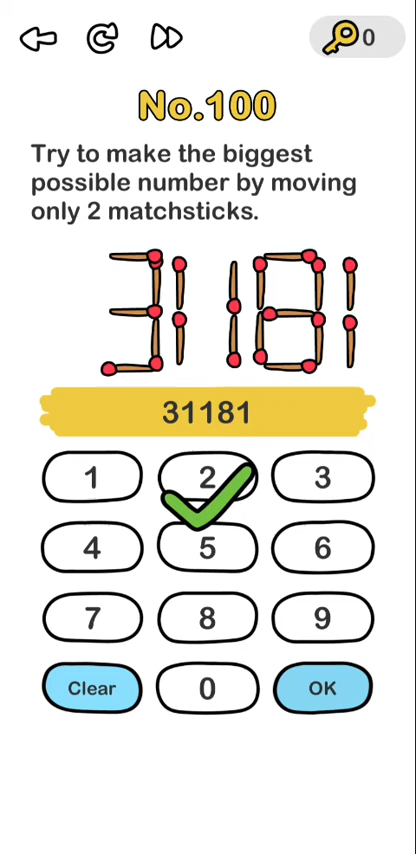 0
No.100
Try to make the biggest
possible number by moving
only 2 matchsticks.
31181
31181
1 2 3
4 5 6
7 8 9
Clear 0 OK